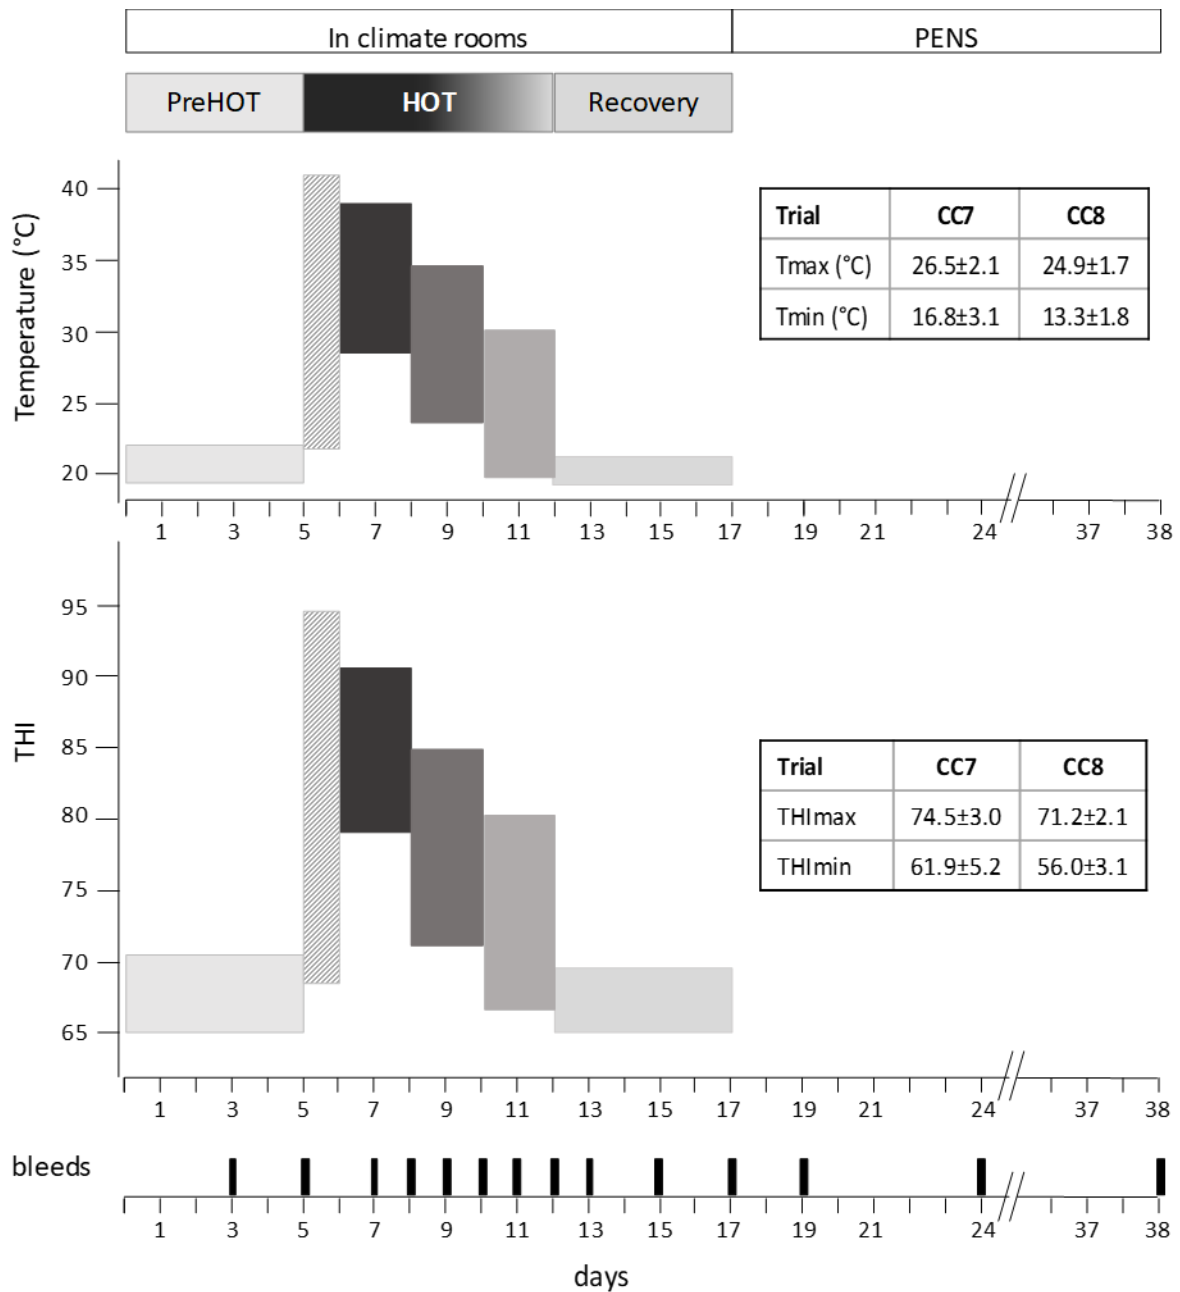 In climate rooms PENS
PreHOT HOT Recovery
Temperature (°C)
40
35
30
25
20
Trial CC7 CC8
Tmax (°C) 26.5±2.1 24.9±1.7
Tmin (°C) 16.8±3.1 13.3±1.8
1 3 5 7 9 11 13 15 17 19 21 24 37 38
THI
95
90
85
80
75
70
65
Trial CC7 CC8
THImax 74.5±3.0 71.2±2.1
THImin 61.9±5.2 56.0±3.1
1 3 5 7 9 11 13 15 17 19 21 24 37 38
bleeds
1 3 5 7 9 11 13 15 17 19 21 24 37 38
days